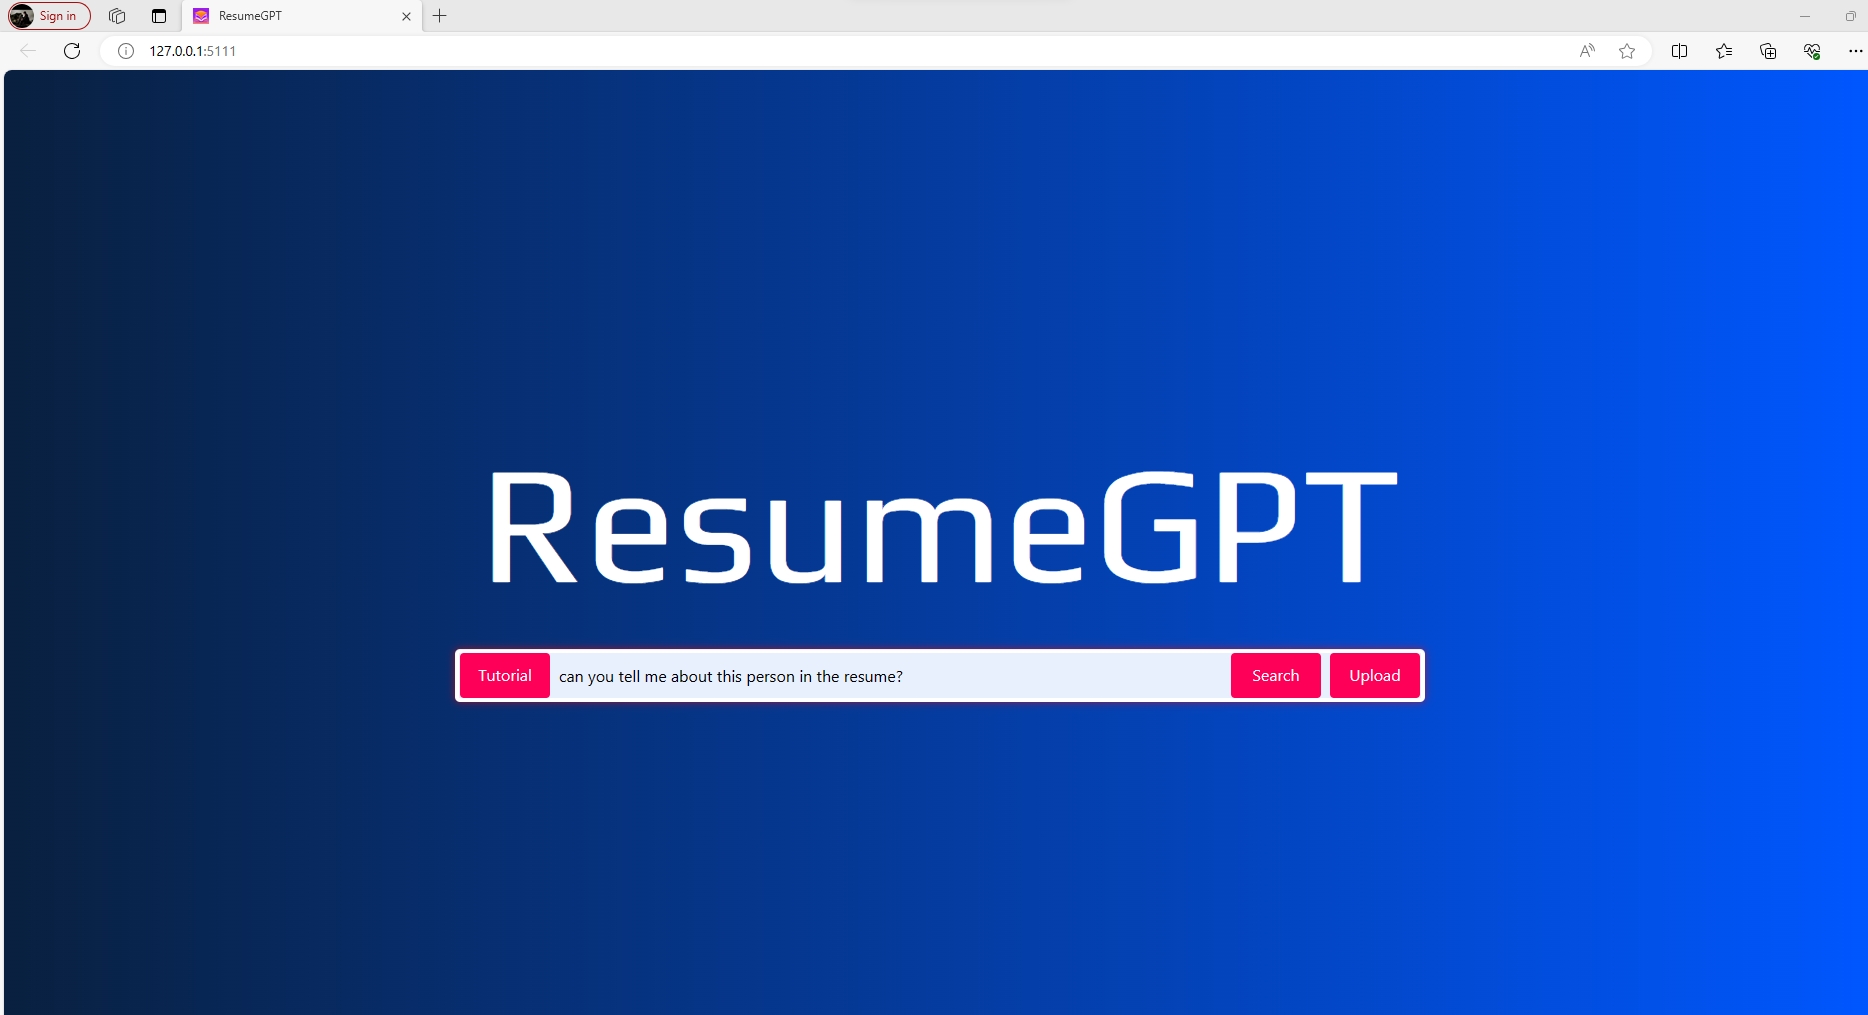 Sign in
ResumeGPT
127.0.0.1:5111
ResumeGPT
Tutorial can you tell me about this person in the resume? Search Upload